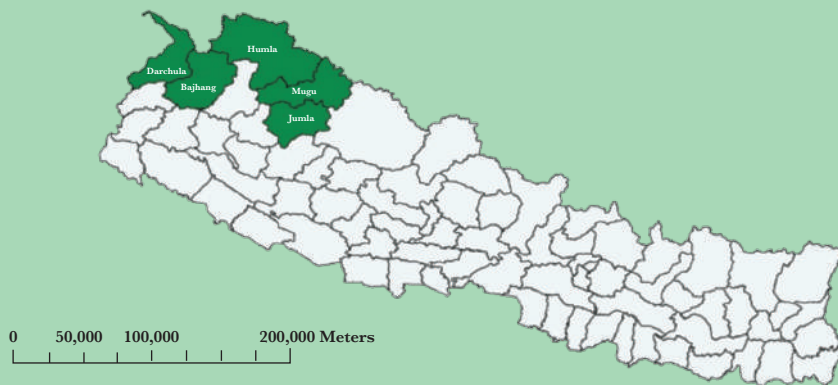 Humla
Darchula
Bajhang
Mugu
Jumla
0 50,000 100,000 200,000 Meters